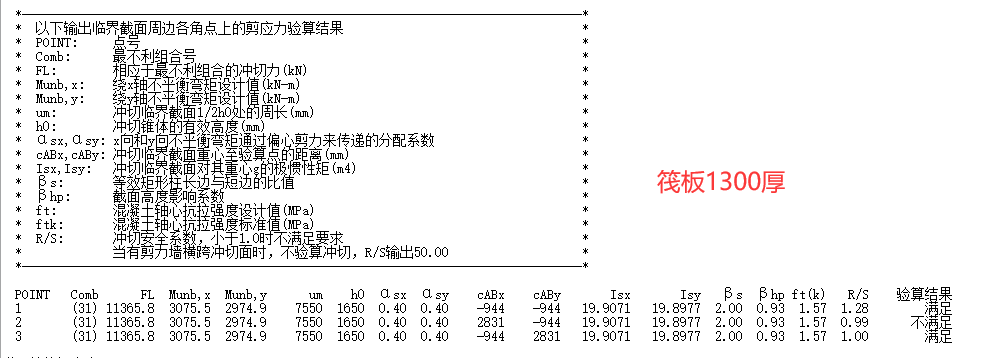 *————————————————————————*
* 以下输出临界截面周边各角点上的剪应力验算结果 *
* POINT: 点号 *
* Comb: 最不利组合号 *
* FL: 相应于最不利组合的冲切力(kN) *
* Munb,x: 绕x轴不平衡弯矩设计值(kN-m) *
* Munb,y: 绕y轴不平衡弯矩设计值(kN-m) *
* um: 冲切临界截面1/2h0处的周长(mm) *
* h0: 冲切锥体的有效高度(mm) *
* αsx,αsy: x向和y向不平衡弯矩通过偏心剪力来传递的分配系数 *
* cABx,cABy: 冲切临界截面重心至验算点的距离(mm) *
* Isx,Isy: 冲切临界截面对其重心g的极惯性矩(m4) *
* βs: 等效矩形柱长边与短边的比值 *
* βhp: 截面高度影响系数 *
* ft: 混凝土轴心抗拉强度设计值(MPa) *
* ftk: 混凝土轴心抗拉强度标准值(MPa) *
* R/S: 冲切安全系数，小于1.0时不满足要求 *
* 当有剪力墙横跨冲切面时，不验算冲切，R/S输出50.00 *
*————————————————————————*
筏板1300厚
POINT Comb FL Munb,x Munb,y um h0 αsx αsy cABx cABy Isx Isy βs βhp ft(k) R/S 验算结果
1 (31) 11365.8 3075.5 2974.9 7550 1650 0.40 0.40 -944 -944 19.9071 19.8977 2.00 0.93 1.57 1.28 满足
2 (31) 11365.8 3075.5 2974.9 7550 1650 0.40 0.40 2831 -944 19.9071 19.8977 2.00 0.93 1.57 0.99 不满足
3 (31) 11365.8 3075.5 2974.9 7550 1650 0.40 0.40 -944 2831 19.9071 19.8977 2.00 0.93 1.57 1.00 满足